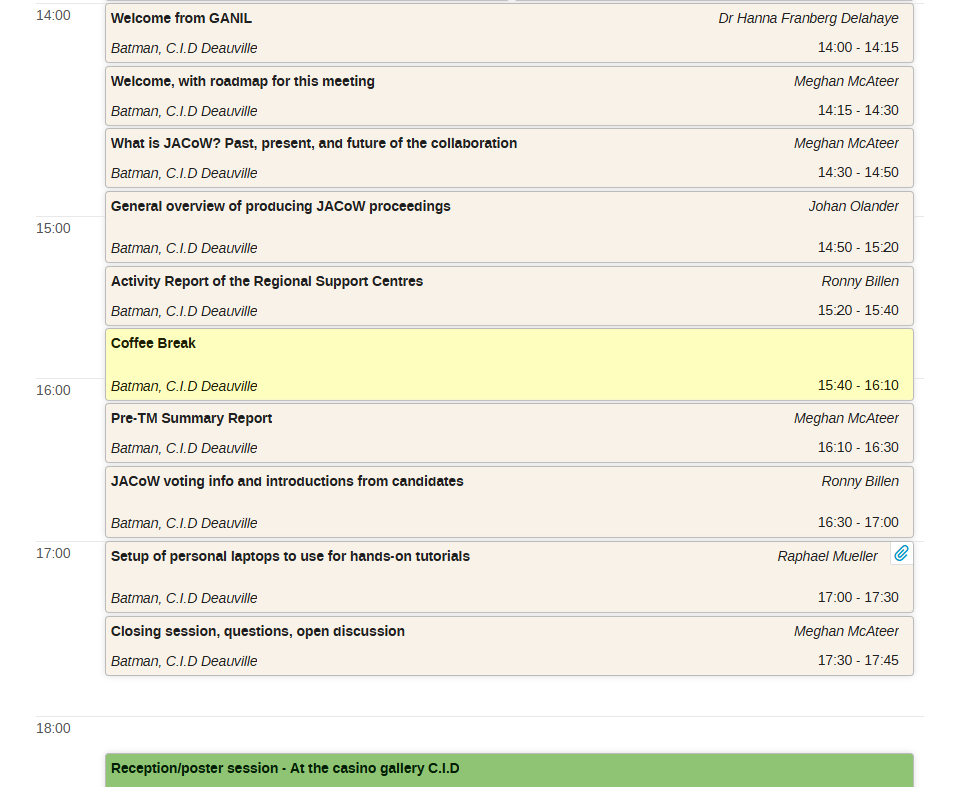 14:00
Welcome from GANIL Dr Hanna Franberg Delahaye
Batman, C.I.D Deauville 14:00 - 14:15
Welcome, with roadmap for this meeting Meghan McAteer
Batman, C.I.D Deauville 14:15 - 14:30
What is JACoW? Past, present, and future of the collaboration Meghan McAteer
Batman, C.I.D Deauville 14:30 - 14:50
General overview of producing JACoW proceedings Johan Olander
15:00
Batman, C.I.D Deauville 14:50 - 15:20
Activity Report of the Regional Support Centres Ronny Billen
Batman, C.I.D Deauville 15:20 - 15:40
Coffee Break
Batman, C.I.D Deauville 15:40 - 16:10
16:00
Pre-TM Summary Report Meghan McAteer
Batman, C.I.D Deauville 16:10 - 16:30
JACoW voting info and introductions from candidates Ronny Billen
Batman, C.I.D Deauville 16:30 - 17:00
17:00
Setup of personal laptops to use for hands-on tutorials Raphael Mueller
Batman, C.I.D Deauville 17:00 - 17:30
Closing session, questions, open discussion Meghan McAteer
Batman, C.I.D Deauville 17:30 - 17:45
18:00
Reception/poster session - At the casino gallery C.I.D